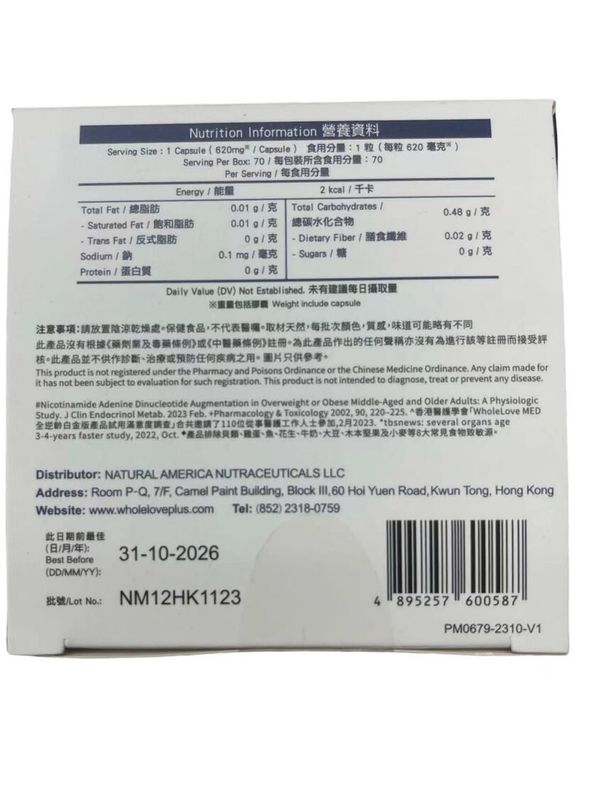 Nutrition Information 營養資料
Serving Size : 1 Capsule ( 620mg※ / Capsule ) 食用分量 : 1 粒 ( 每粒 620 毫克※ )
Serving Per Box: 70 / 每包裝所含食用分量 : 70
Per Serving / 每食用分量
Energy / 能量 2 kcal / 千卡
Total Fat / 總脂肪 0.01 g / 克
- Saturated Fat / 飽和脂肪 0.01 g / 克
- Trans Fat / 反式脂肪 0 g / 克
Sodium / 鈉 0.1 mg / 毫克
Protein / 蛋白質 0 g / 克
Total Carbohydrates / 總碳水化合物 0.48 g / 克
- Dietary Fiber / 膳食纖維 0.02 g / 克
- Sugars / 糖 0 g / 克
Daily Value (DV) Not Established. 未有建議每日攝取量
※重量包括膠囊 Weight include capsule
注意事項: 請放置陰涼乾燥處。保健食品，不代表醫囑。取材天然，每批次顏色，質感，味道可能略有不同
此產品沒有根據《藥劑業及毒藥條例》或《中醫藥條例》註冊。為此產品作出的任何聲稱亦沒有為進行該等註冊而接受評
核。此產品並不供作診斷、治療或預防任何疾病之用。圖片只供參考。
This product is not registered under the Pharmacy and Poisons Ordinance or the Chinese Medicine Ordinance. Any claim made for
it has not been subject to evaluation for such registration. This product is not intended to diagnose, treat or prevent any disease.
#Nicotinamide Adenine Dinucleotide Augmentation in Overweight or Obese Middle-Aged and Older Adults: A Physiologic
Study. J Clin Endocrinol Metab. 2023 Feb. +Pharmacology & Toxicology 2002, 90, 220-225. ^香港醫護學會「WholeLove MED
全逆齡白金版產品試用滿意度調查」合共邀請了110位從事醫護工作人士參加,2月2023. *tbsnews: several organs age
3-4-years faster study, 2022, Oct. ♦產品排除貝類、雞蛋、魚、花生、牛奶、大豆、木本堅果及小麥等8大常見食物致敏源。
Distributor: NATURAL AMERICA NUTRACEUTICALS LLC
Address: Room P-Q, 7/F, Camel Paint Building, Block III,60 Hoi Yuen Road,Kwun Tong, Hong Kong
Website: www.wholeloveplus.com Tel: (852) 2318-0759
此日期前最佳
(日/月/年):
Best Before
(DD/MM/YY):
31-10-2026
批號/Lot No.: NM12HK1123
4 895257 600587
PM0679-2310-V1